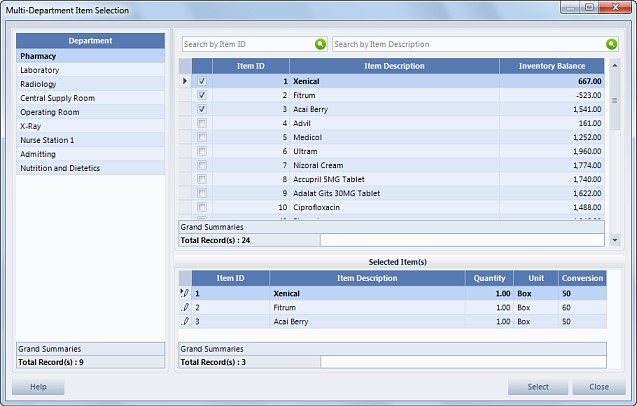 Multi-Department Item Selection
Department
Pharmacy
Laboratory
Radiology
Central Supply Room
Operating Room
X-Ray
Nurse Station 1
Admitting
Nutrition and Dietetics
Grand Summaries
Total Record(s) : 9
Search by Item ID Search by Item Description
Item ID Item Description Inventory Balance
1 Xenical 667.00
2 Fitrum -523.00
3 Acai Berry 1,541.00
4 Advil 161.00
5 Medicol 1,252.00
6 Ultram 1,960.00
7 Nizoral Cream 1,774.00
8 Accupril 5MG Tablet 1,740.00
9 Adalat Gits 30MG Tablet 1,622.00
10 Ciprofloxacin 1,488.00
Grand Summaries
Total Record(s) : 24
Selected Item(s)
Item ID Item Description Quantity Unit Conversion
1 Xenical 1.00 Box 50
2 Fitrum 1.00 Box 60
3 Acai Berry 1.00 Box 50
Grand Summaries
Total Record(s) : 3
Help Select Close